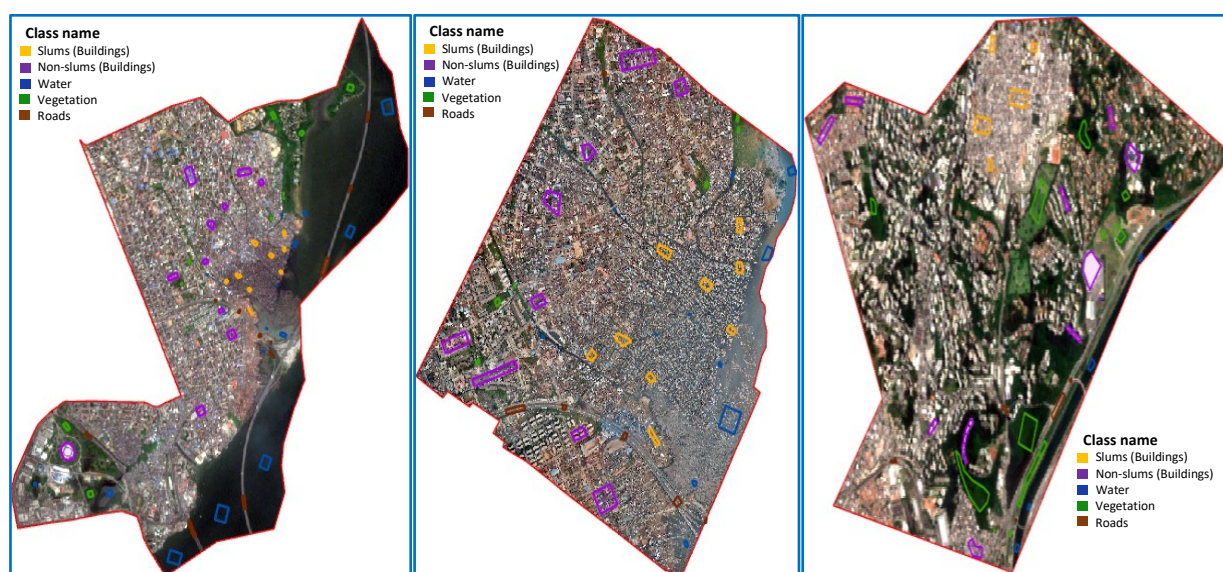 Class name
Slums (Buildings)
Non-slums (Buildings)
Water
Vegetation
Roads
Class name
Slums (Buildings)
Non-slums (Buildings)
Water
Vegetation
Roads
Class name
Slums (Buildings)
Non-slums (Buildings)
Water
Vegetation
Roads